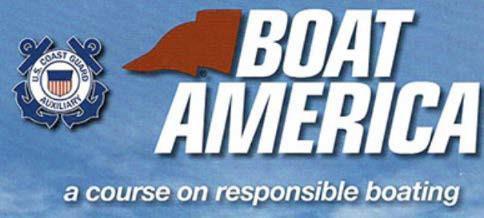 U.S. COAST GUARD
AUXILIARY
BOAT
AMERICA
®
a course on responsible boating